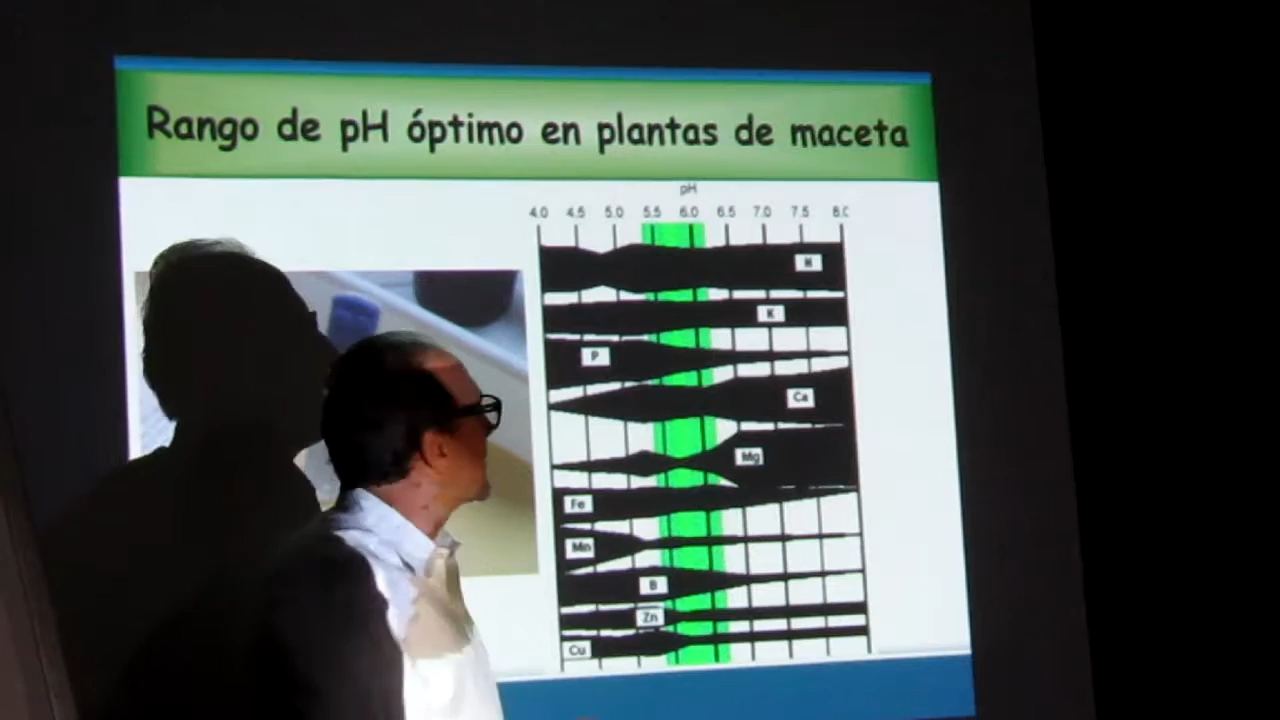 Rango de pH óptimo en plantas de maceta
pH
4.0 4.5 5.0 5.5 6.0 6.5 7.0 7.5 8.0
N
K
P
Ca
Mg
Fe
Mn
B
Zn
Cu